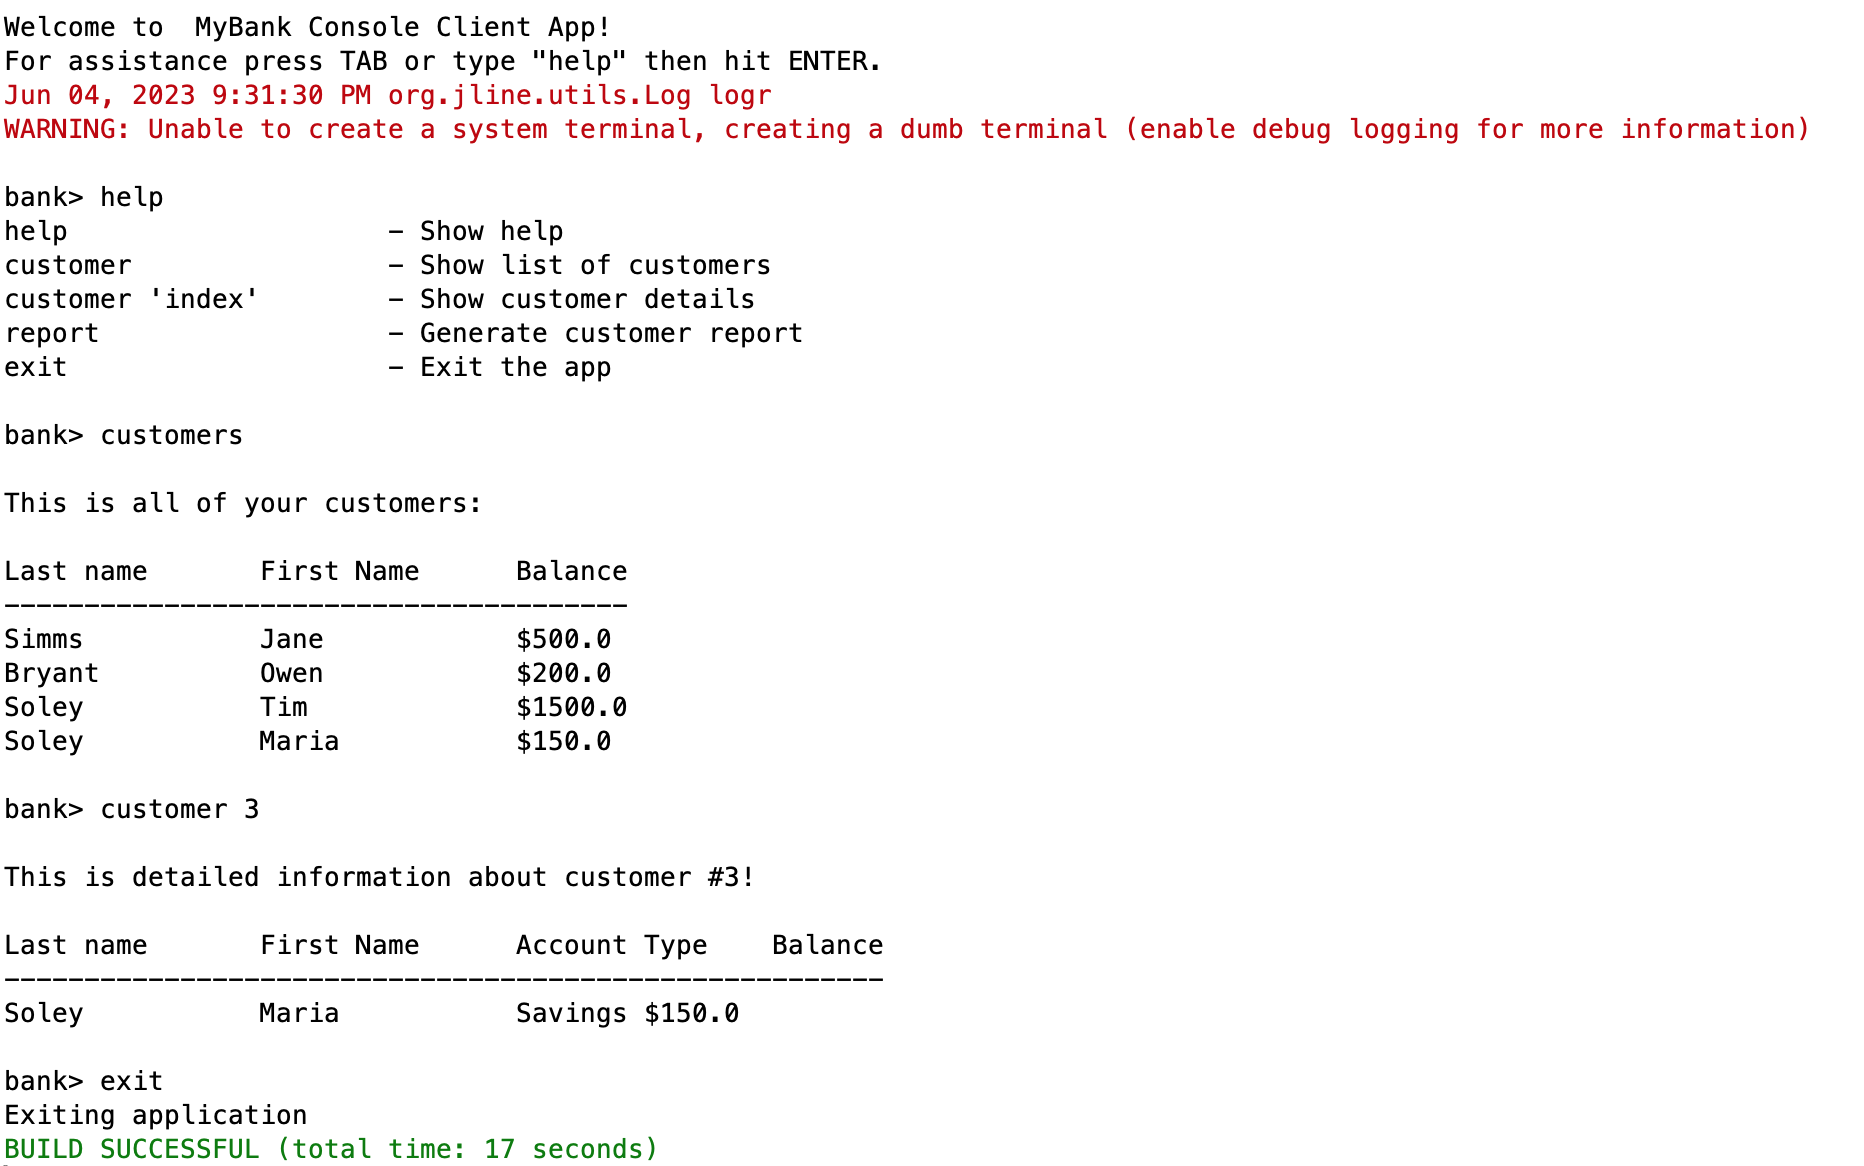 Welcome to  MyBank Console Client App!
For assistance press TAB or type "help" then hit ENTER.
Jun 04, 2023 9:31:30 PM org.jline.utils.Log logr
WARNING: Unable to create a system terminal, creating a dumb terminal (enable debug logging for more information)
bank> help
help                    - Show help
customer                - Show list of customers
customer 'index'        - Show customer details
report                  - Generate customer report
exit                    - Exit the app
bank> customers
This is all of your customers:
Last name       First Name      Balance
---------------------------------------
Simms           Jane            $500.0
Bryant          Owen            $200.0
Soley           Tim             $1500.0
Soley           Maria           $150.0
bank> customer 3
This is detailed information about customer #3!
Last name       First Name      Account Type    Balance
-------------------------------------------------------
Soley           Maria           Savings $150.0
bank> exit
Exiting application
BUILD SUCCESSFUL (total time: 17 seconds)